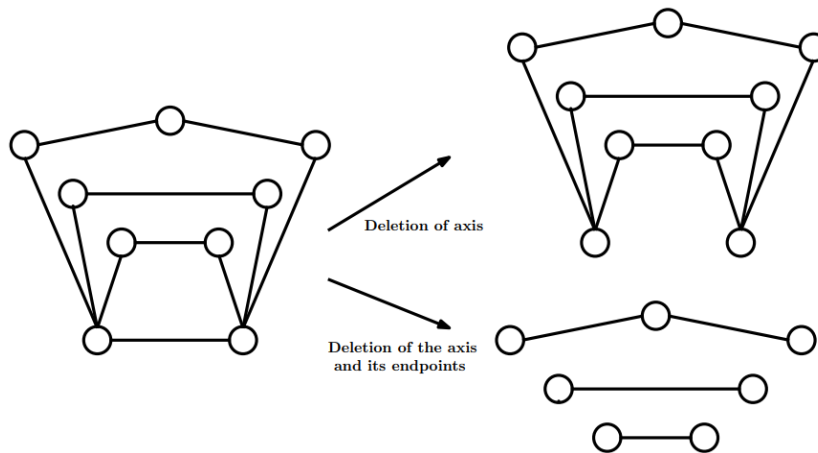 Deletion of axis
Deletion of the axis
and its endpoints